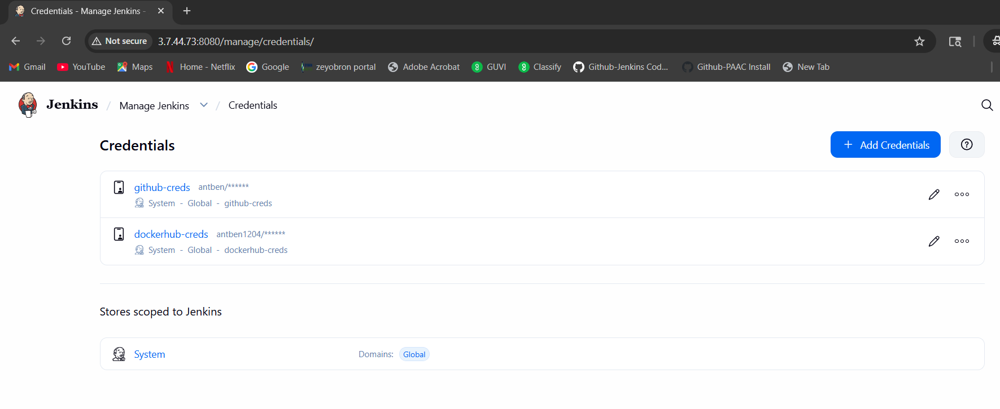 Credentials - Manage Jenkins -
Not secure 3.7.44.73:8080/manage/credentials/
Gmail YouTube Maps Home - Netflix Google zeyobron portal Adobe Acrobat GUVI Classify Github-Jenkins Cod... Github-PAAC Install New Tab
Jenkins / Manage Jenkins / Credentials
Credentials
+ Add Credentials
github-creds antben/******
System - Global - github-creds
dockerhub-creds antben1204/******
System - Global - dockerhub-creds
Stores scoped to Jenkins
System Domains: Global